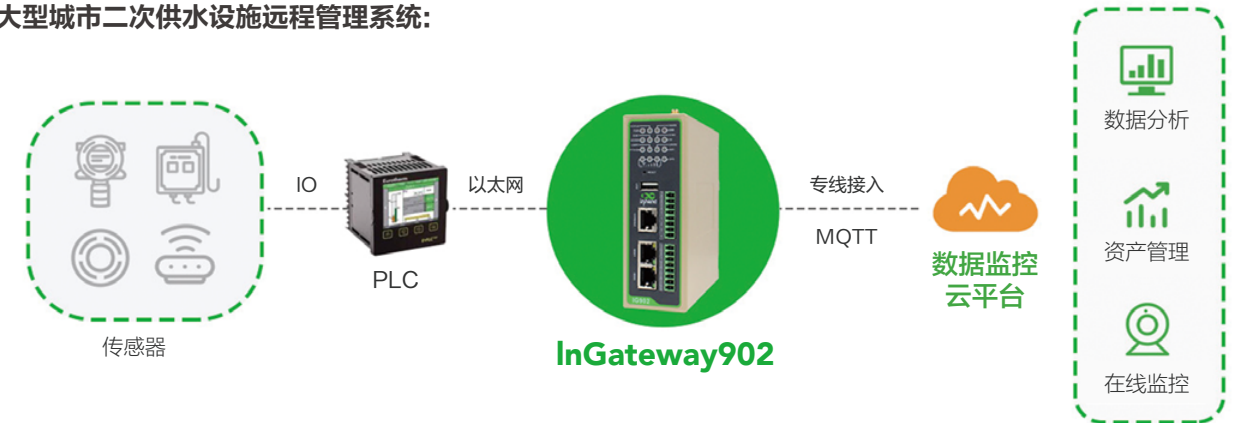 大型城市二次供水设施远程管理系统:
IO
以太网
专线接入
MQTT
PLC
传感器
InGateway902
IG902
数据监控
云平台
数据分析
资产管理
在线监控